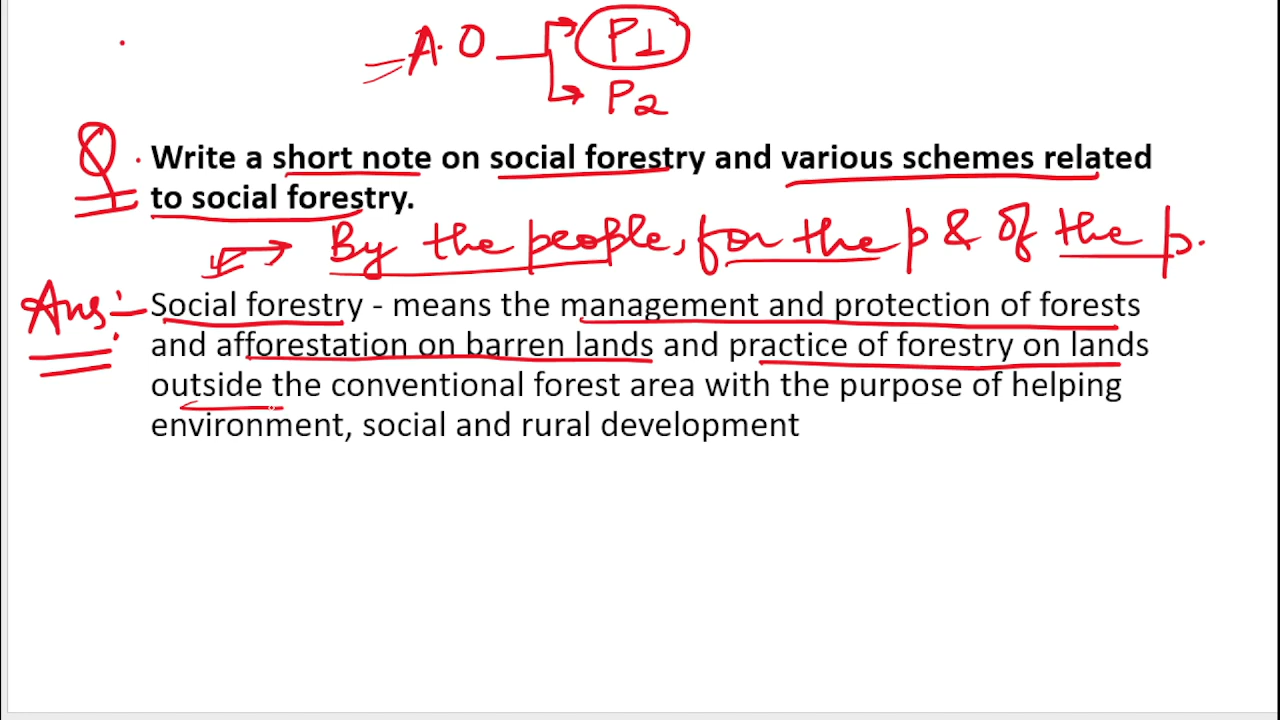 A.O
P1
P2
Q. Write a short note on social forestry and various schemes related
to social forestry.
By the people, for the p & of the p.
Ans:- Social forestry - means the management and protection of forests
and afforestation on barren lands and practice of forestry on lands
outside the conventional forest area with the purpose of helping
environment, social and rural development